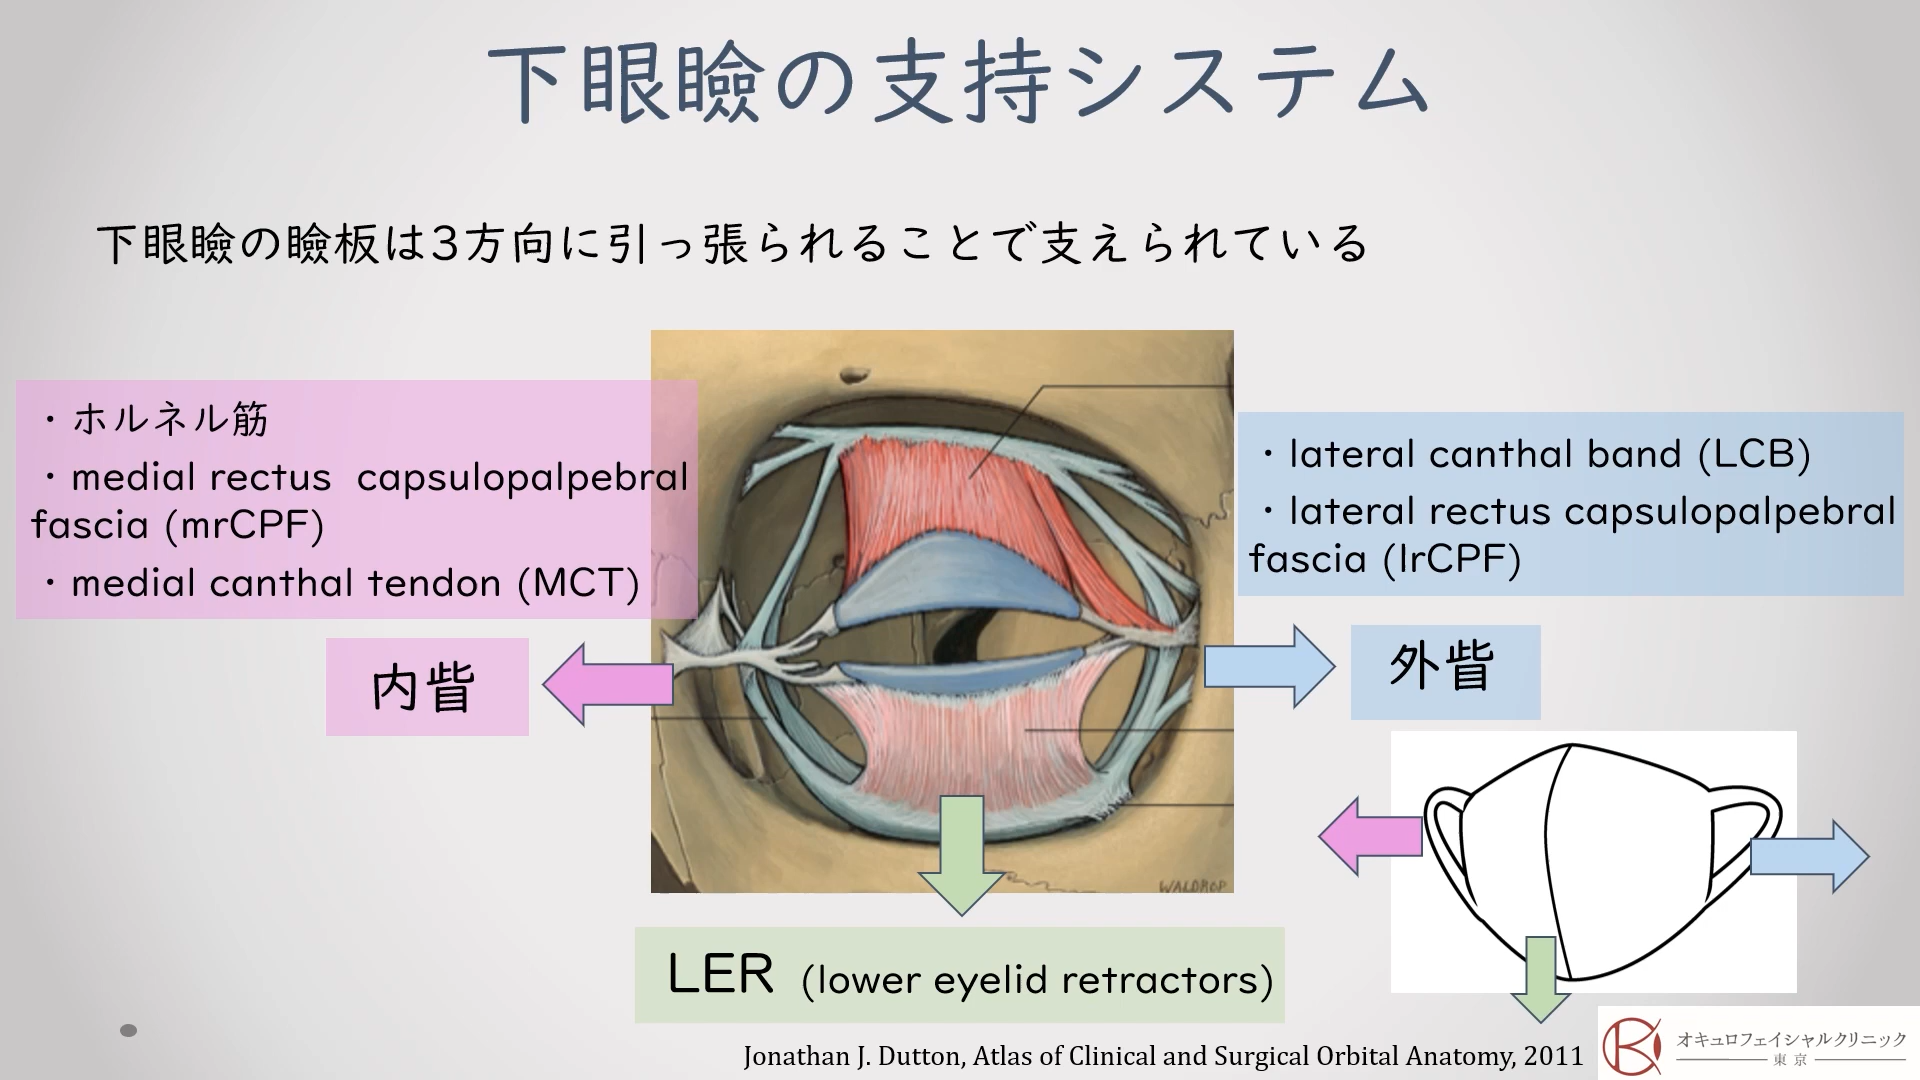 下眼瞼の支持システム
下眼瞼の瞼板は3方向に引っ張られることで支えられている
・ホルネル筋
・medial rectus capsulopalpebral
fascia (mrCPF)
・medial canthal tendon (MCT)
・lateral canthal band (LCB)
・lateral rectus capsulopalpebral
fascia (lrCPF)
内眥
外眥
WALDROP
LER (lower eyelid retractors)
Jonathan J. Dutton, Atlas of Clinical and Surgical Orbital Anatomy, 2011
オキュロフェイシャルクリニック
東京